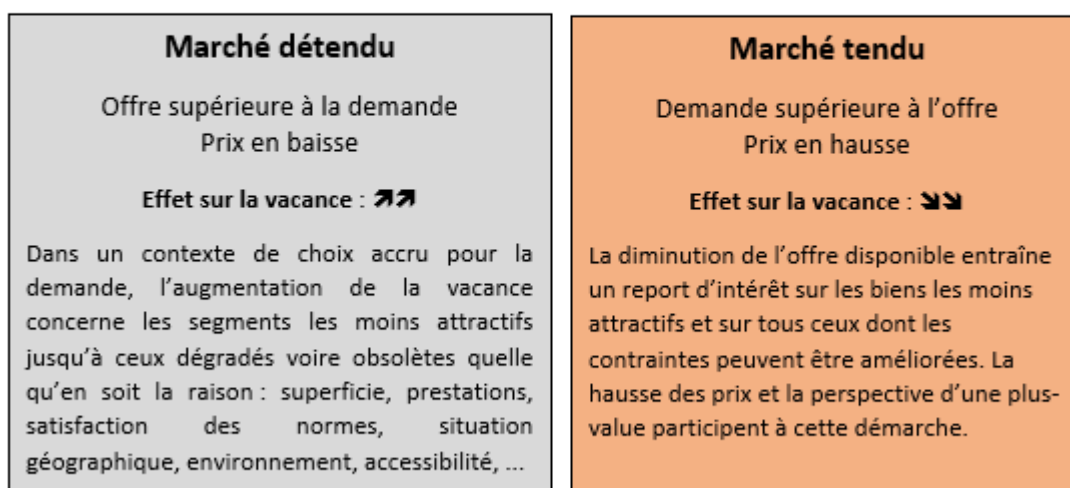 Marché détendu
Offre supérieure à la demande
Prix en baisse
Effet sur la vacance : ⬈⬈
Dans un contexte de choix accru pour la
demande, l’augmentation de la vacance
concerne les segments les moins attractifs
jusqu’à ceux dégradés voire obsolètes quelle
qu’en soit la raison : superficie, prestations,
satisfaction des normes, situation
géographique, environnement, accessibilité, ...
Marché tendu
Demande supérieure à l’offre
Prix en hausse
Effet sur la vacance : ⬊⬊
La diminution de l’offre disponible entraîne
un report d’intérêt sur les biens les moins
attractifs et sur tous ceux dont les
contraintes peuvent être améliorées. La
hausse des prix et la perspective d’une plus-
value participent à cette démarche.